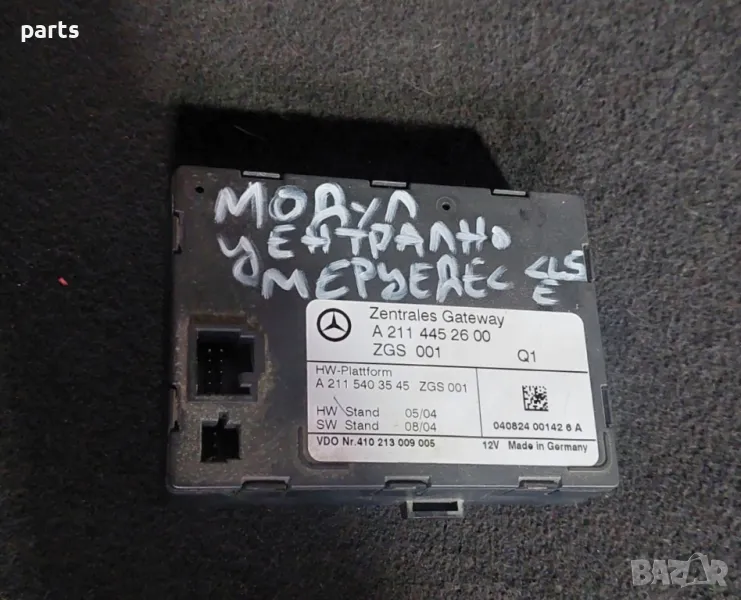 parts
МОДУЛ
ЦЕНТРАЛНО
МЕРЦЕДЕС CLS
E
Zentrales Gateway
A 211 445 26 00
ZGS 001 Q1
HW-Plattform
A 211 540 35 45 ZGS 001
HW Stand 05/04
SW Stand 08/04
040824 00142 6 A
VDO Nr.410 213 009 005
12V Made in Germany
BAZAR